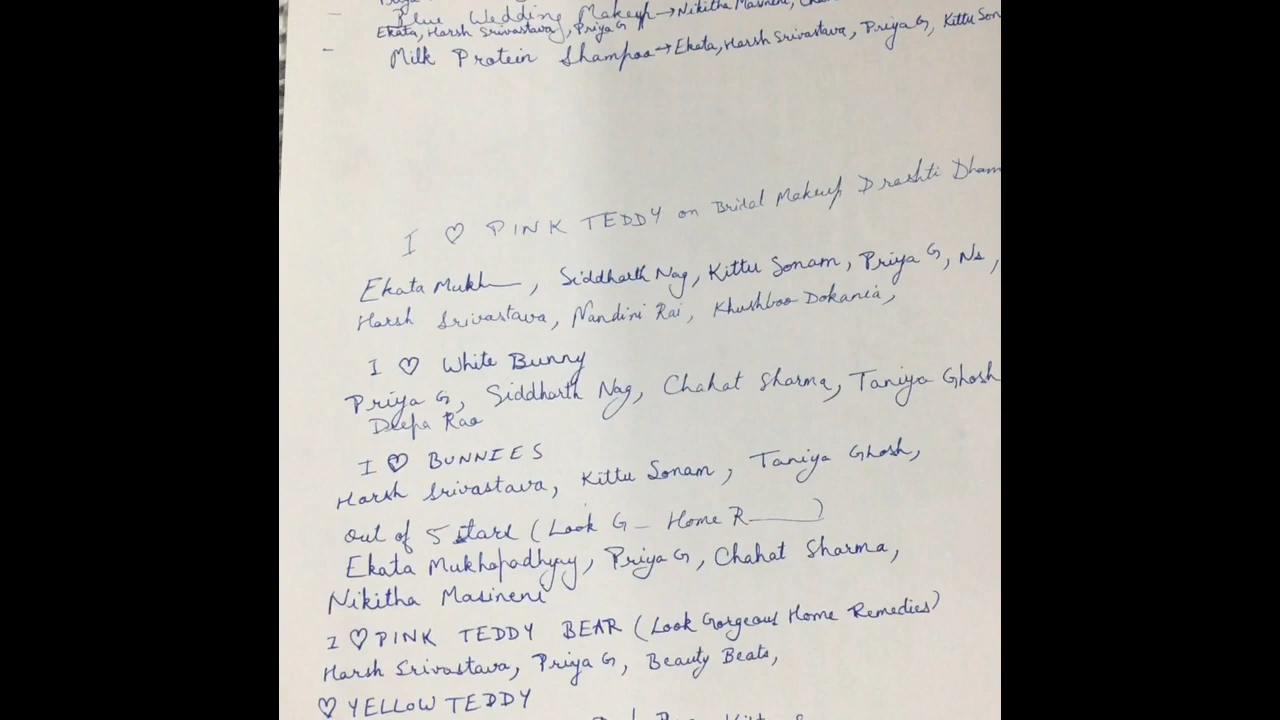 Blue Wedding Makeup→Nikitha Masineni,
Ekata, Harsh Srivastava, Priya G
- Milk Protein Shampoo→Ekata, Harsh Srivastava, Priya G, Kittu Son
I ♡ PINK TEDDY on Bridal Makeup Drashti Dham
Ekata Mukh , Siddharth Nag, Kittu Sonam, Priya G, Ns,
Harsh Srivastava, Nandini Rai, Khushboo Dokania,
I ♡ White Bunny
Priya G, Siddharth Nag, Chahat Sharma, Taniya Ghosh
Deepa Rao
I ♡ BUNNIES
Harsh Srivastava, Kittu Sonam, Taniya Ghosh,
Out of 5 stars (Look G_ Home R____)
Ekata Mukhopadhyay, Priya G, Chahat Sharma,
Nikitha Masineni
I ♡ PINK TEDDY BEAR (Look Gorgeous Home Remedies)
Harsh Srivastava, Priya G, Beauty Beats,
♡ YELLOW TEDDY